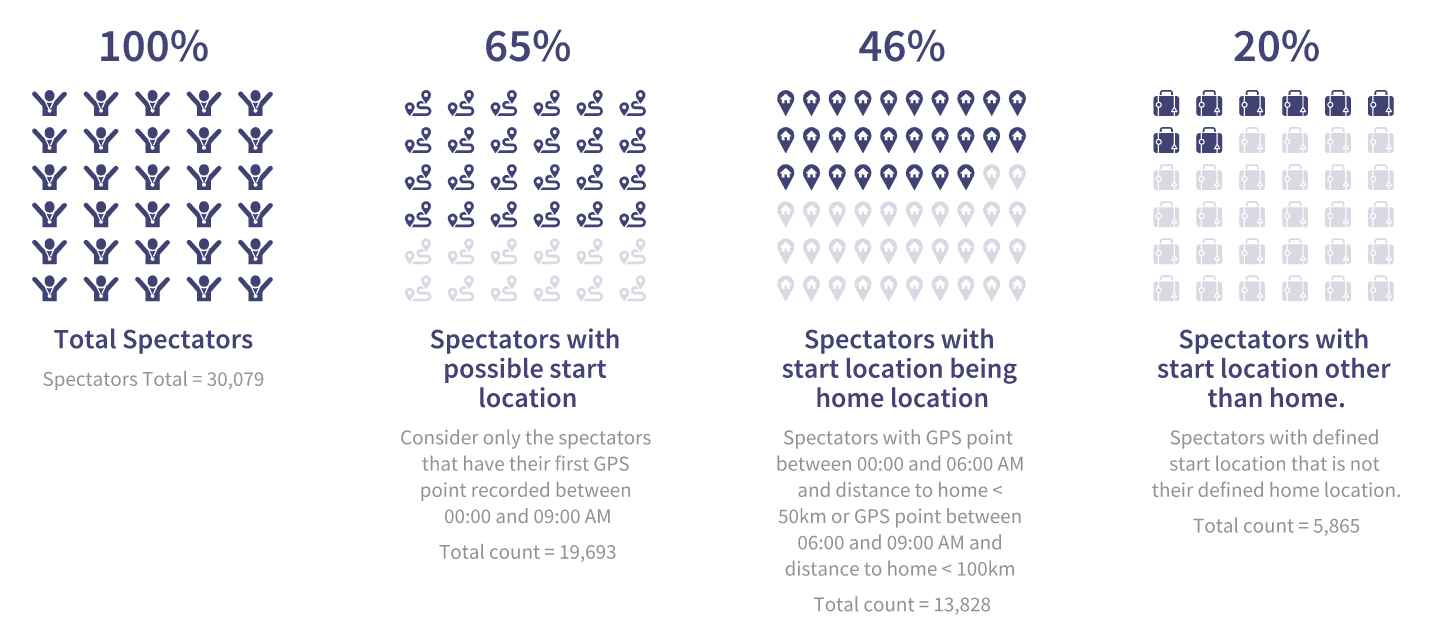 100%
Total Spectators
Spectators Total = 30,079
65%
Spectators with
possible start
location
Consider only the spectators
that have their first GPS
point recorded between
00:00 and 09:00 AM
Total count = 19,693
46%
Spectators with
start location being
home location
Spectators with GPS point
between 00:00 and 06:00 AM
and distance to home <
50km or GPS point between
06:00 and 09:00 AM and
distance to home < 100km
Total count = 13,828
20%
Spectators with
start location other
than home.
Spectators with defined
start location that is not
their defined home location.
Total count = 5,865